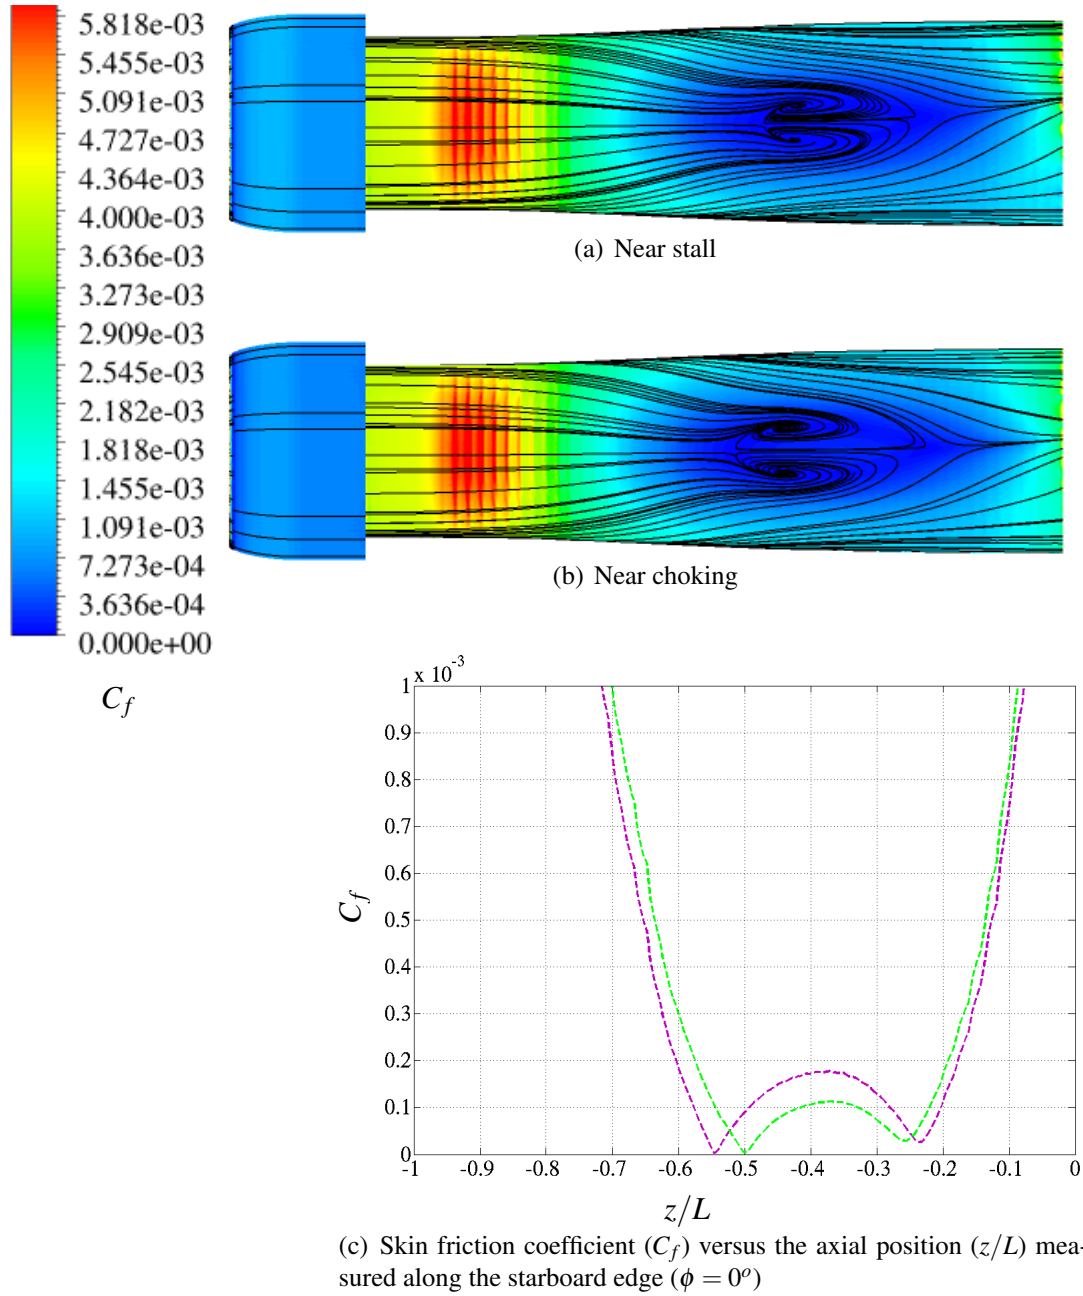 5.818e-03
5.455e-03
5.091e-03
4.727e-03
4.364e-03
4.000e-03
3.636e-03
3.273e-03
2.909e-03
2.545e-03
2.182e-03
1.818e-03
1.455e-03
1.091e-03
7.273e-04
3.636e-04
0.000e+00
C_f
(a) Near stall
(b) Near choking
x 10^-3
1
0.9
0.8
0.7
0.6
0.5
0.4
0.3
0.2
0.1
0
C_f
-1 -0.9 -0.8 -0.7 -0.6 -0.5 -0.4 -0.3 -0.2 -0.1 0
z/L
(c) Skin friction coefficient (C_f) versus the axial position (z/L) mea-
sured along the starboard edge (ϕ = 0^o)